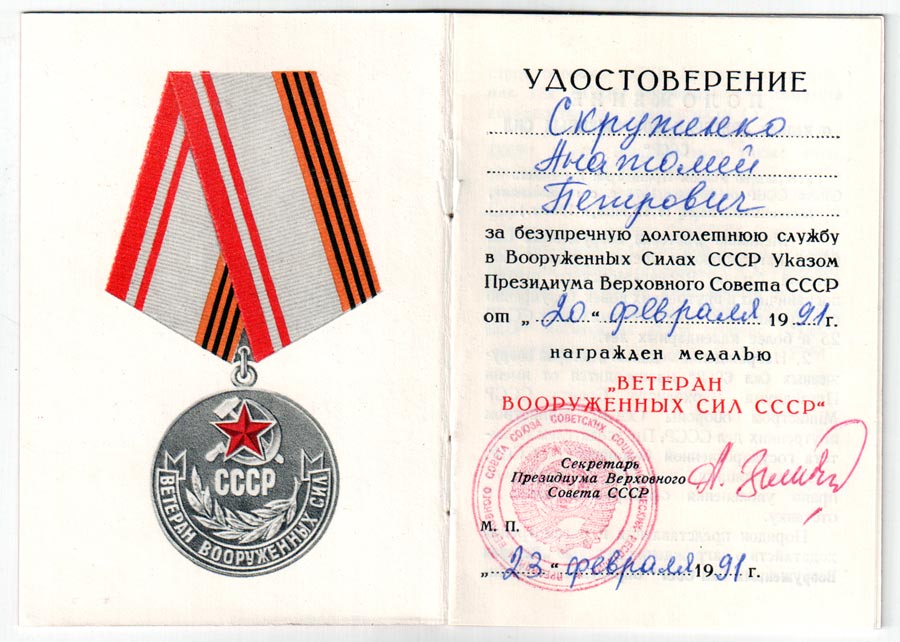 СССР
ВЕТЕРАН ВООРУЖЕННЫХ СИЛ
УДОСТОВЕРЕНИЕ
Скруженко
Анатолий
Петрович
за безупречную долголетнюю службу
в Вооруженных Силах СССР Указом
Президиума Верховного Совета СССР
от „20“ февраля 1991 г.
награжден медалью
„ВЕТЕРАН
ВООРУЖЕННЫХ СИЛ СССР“
Секретарь
Президиума Верховного
Совета СССР
М. П.
„23“ февраля 1991 г.